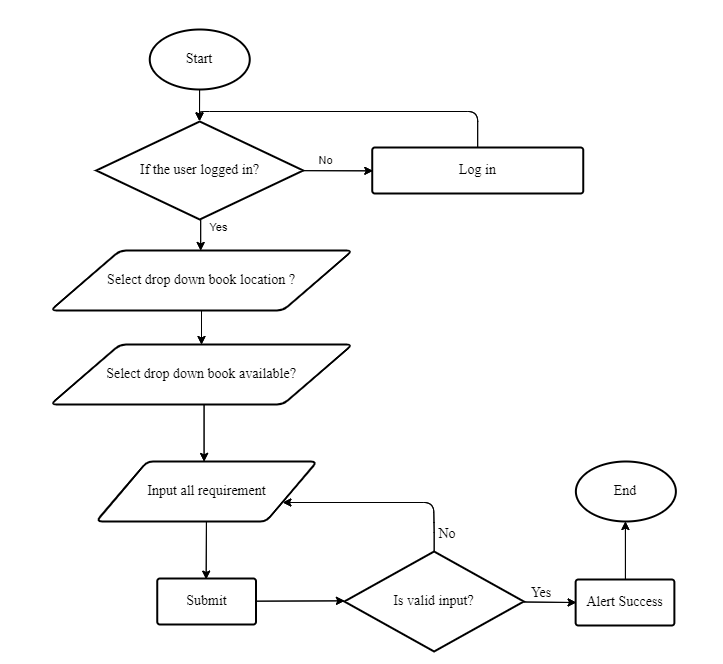 Start
If the user logged in?
No
Log in
Yes
Select drop down book location ?
Select drop down book available?
Input all requirement
End
No
Submit
Is valid input?
Yes
Alert Success